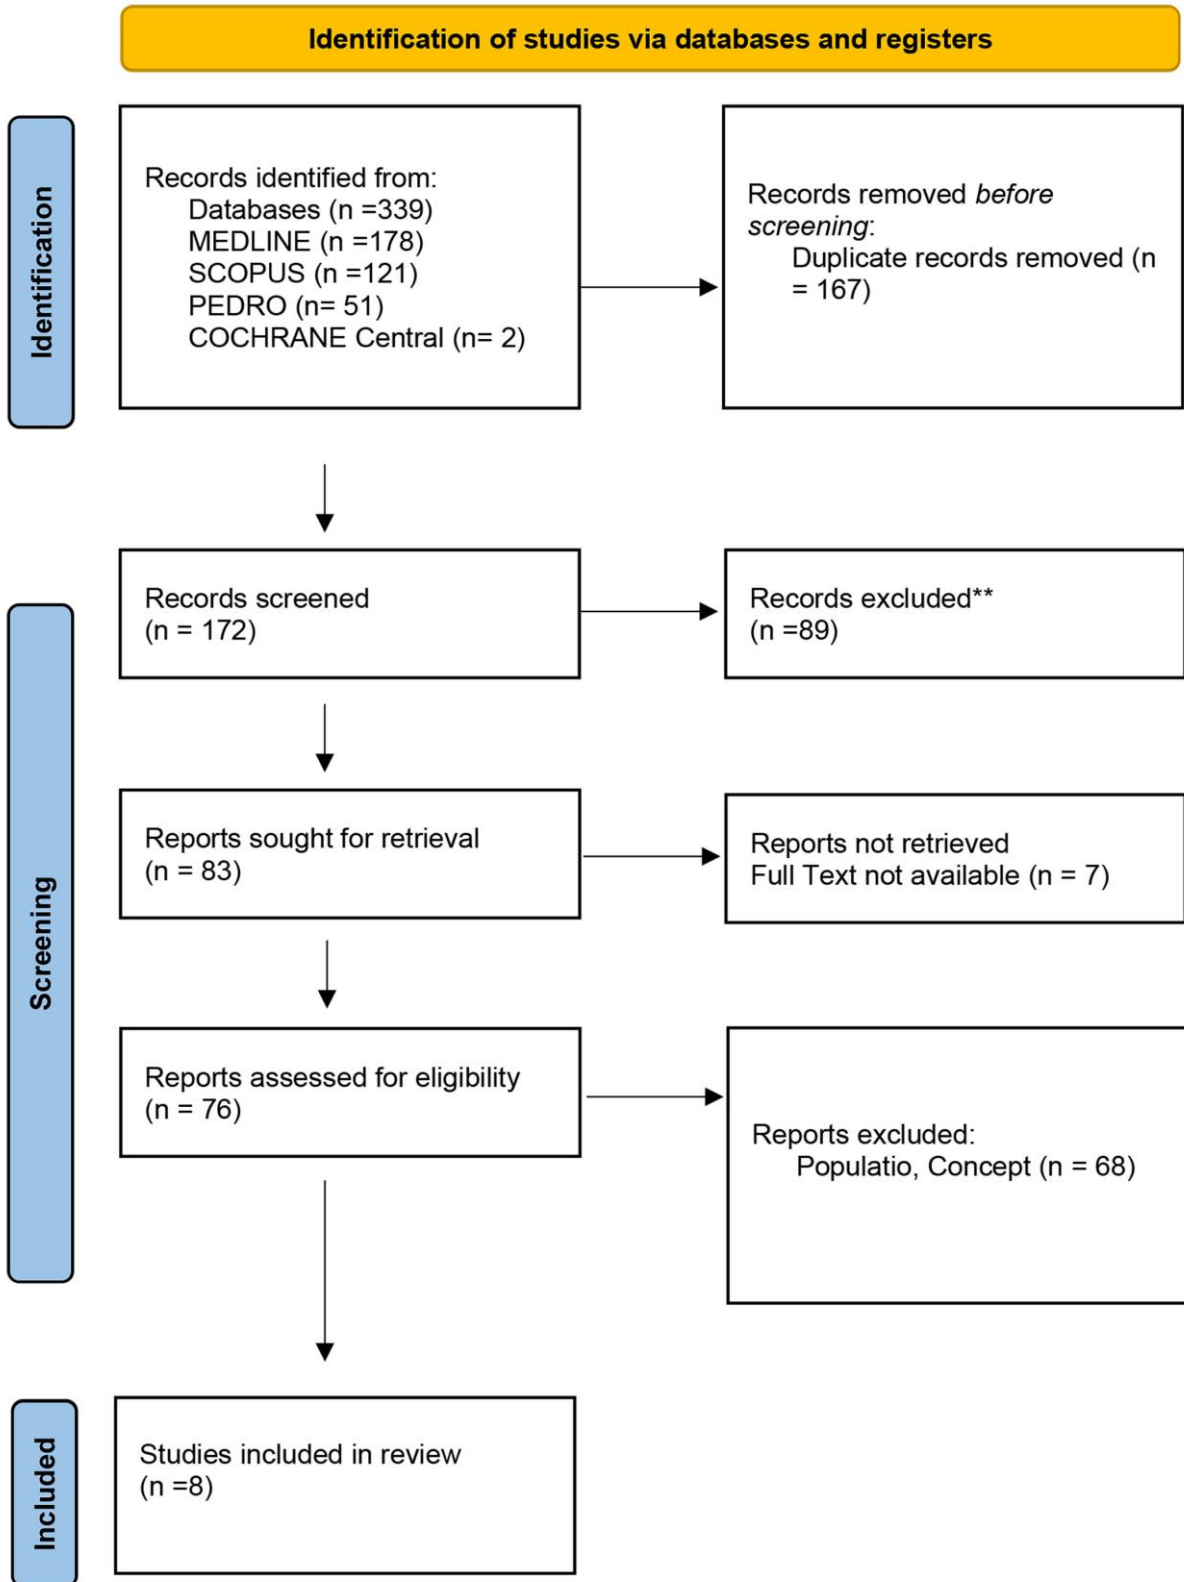 Identification of studies via databases and registers
Identification
Records identified from:
Databases (n =339)
MEDLINE (n =178)
SCOPUS (n =121)
PEDRO (n= 51)
COCHRANE Central (n= 2)
Records removed before
screening:
Duplicate records removed (n
= 167)
Screening
Records screened
(n = 172)
Records excluded**
(n =89)
Reports sought for retrieval
(n = 83)
Reports not retrieved
Full Text not available (n = 7)
Reports assessed for eligibility
(n = 76)
Reports excluded:
Populatio, Concept (n = 68)
Included
Studies included in review
(n =8)